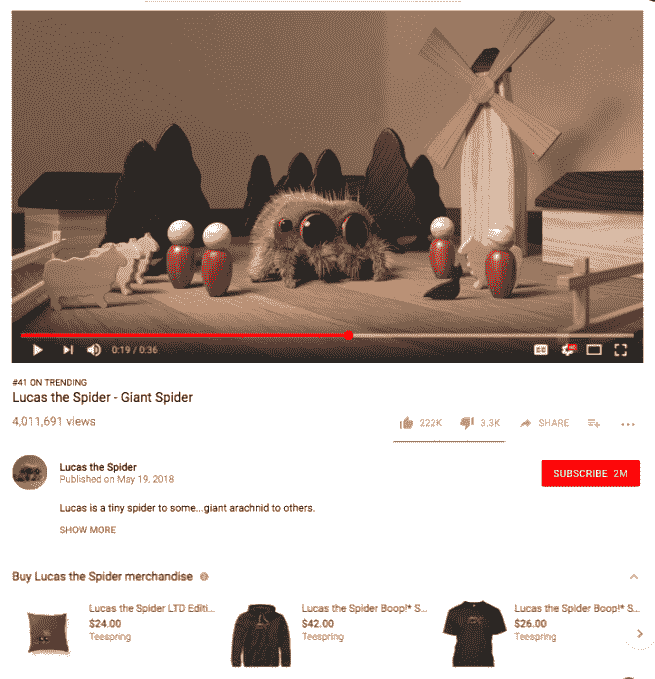 0:19 / 0:36
#41 ON TRENDING
Lucas the Spider - Giant Spider
4,011,691 views
222K 3.3K SHARE
Lucas the Spider
Published on May 19, 2018
SUBSCRIBE 2M
Lucas is a tiny spider to some...giant arachnid to others.
SHOW MORE
Buy Lucas the Spider merchandise
Lucas the Spider LTD Editi...
$24.00
Teespring
Lucas the Spider Boop!* S...
$42.00
Teespring
Lucas the Spider Boop!* S...
$26.00
Teespring